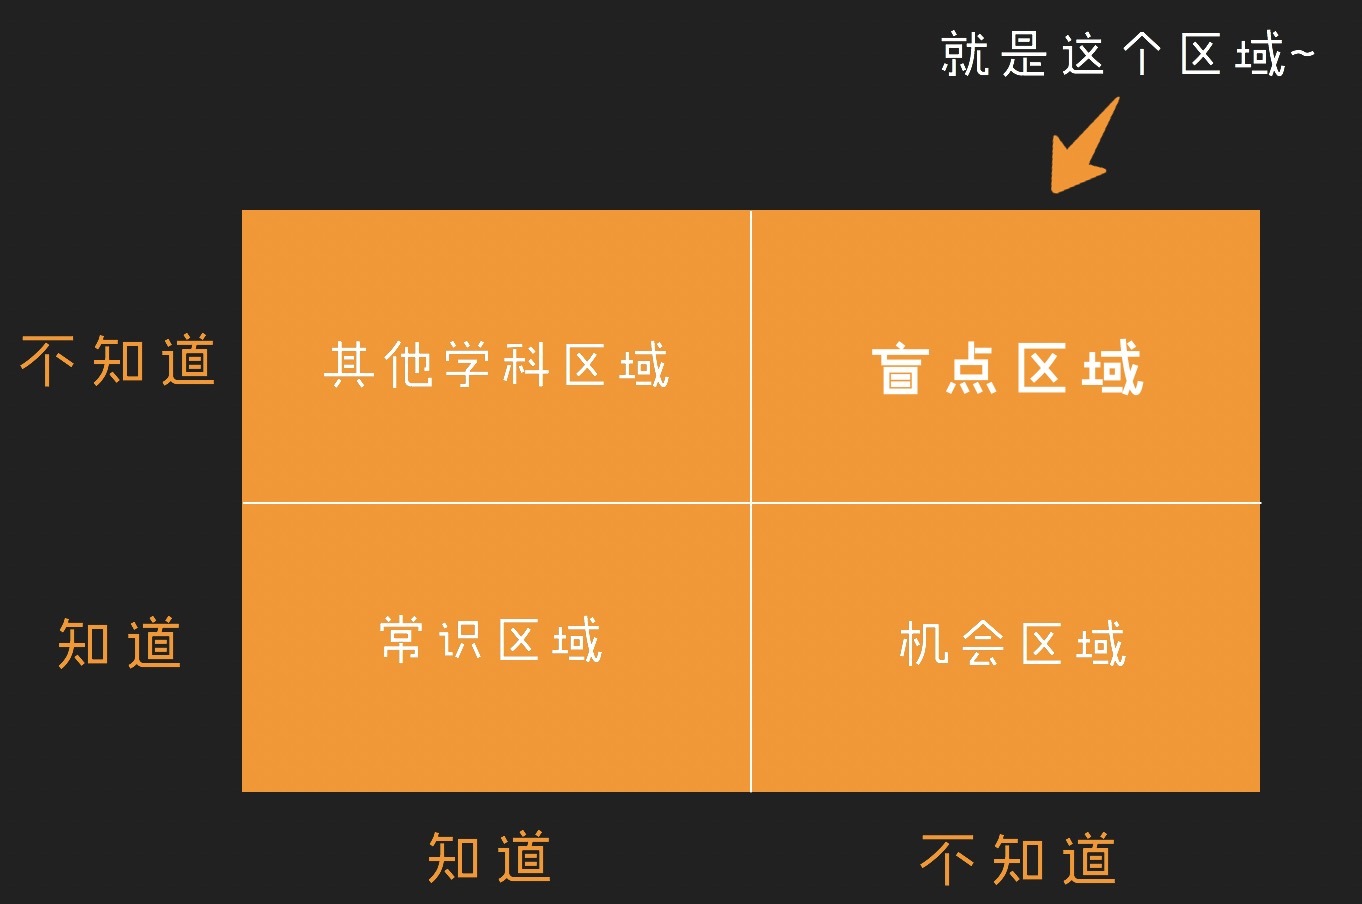 就是这个区域~
不知道
其他学科区域
盲点区域
知道
常识区域
机会区域
知道
不知道